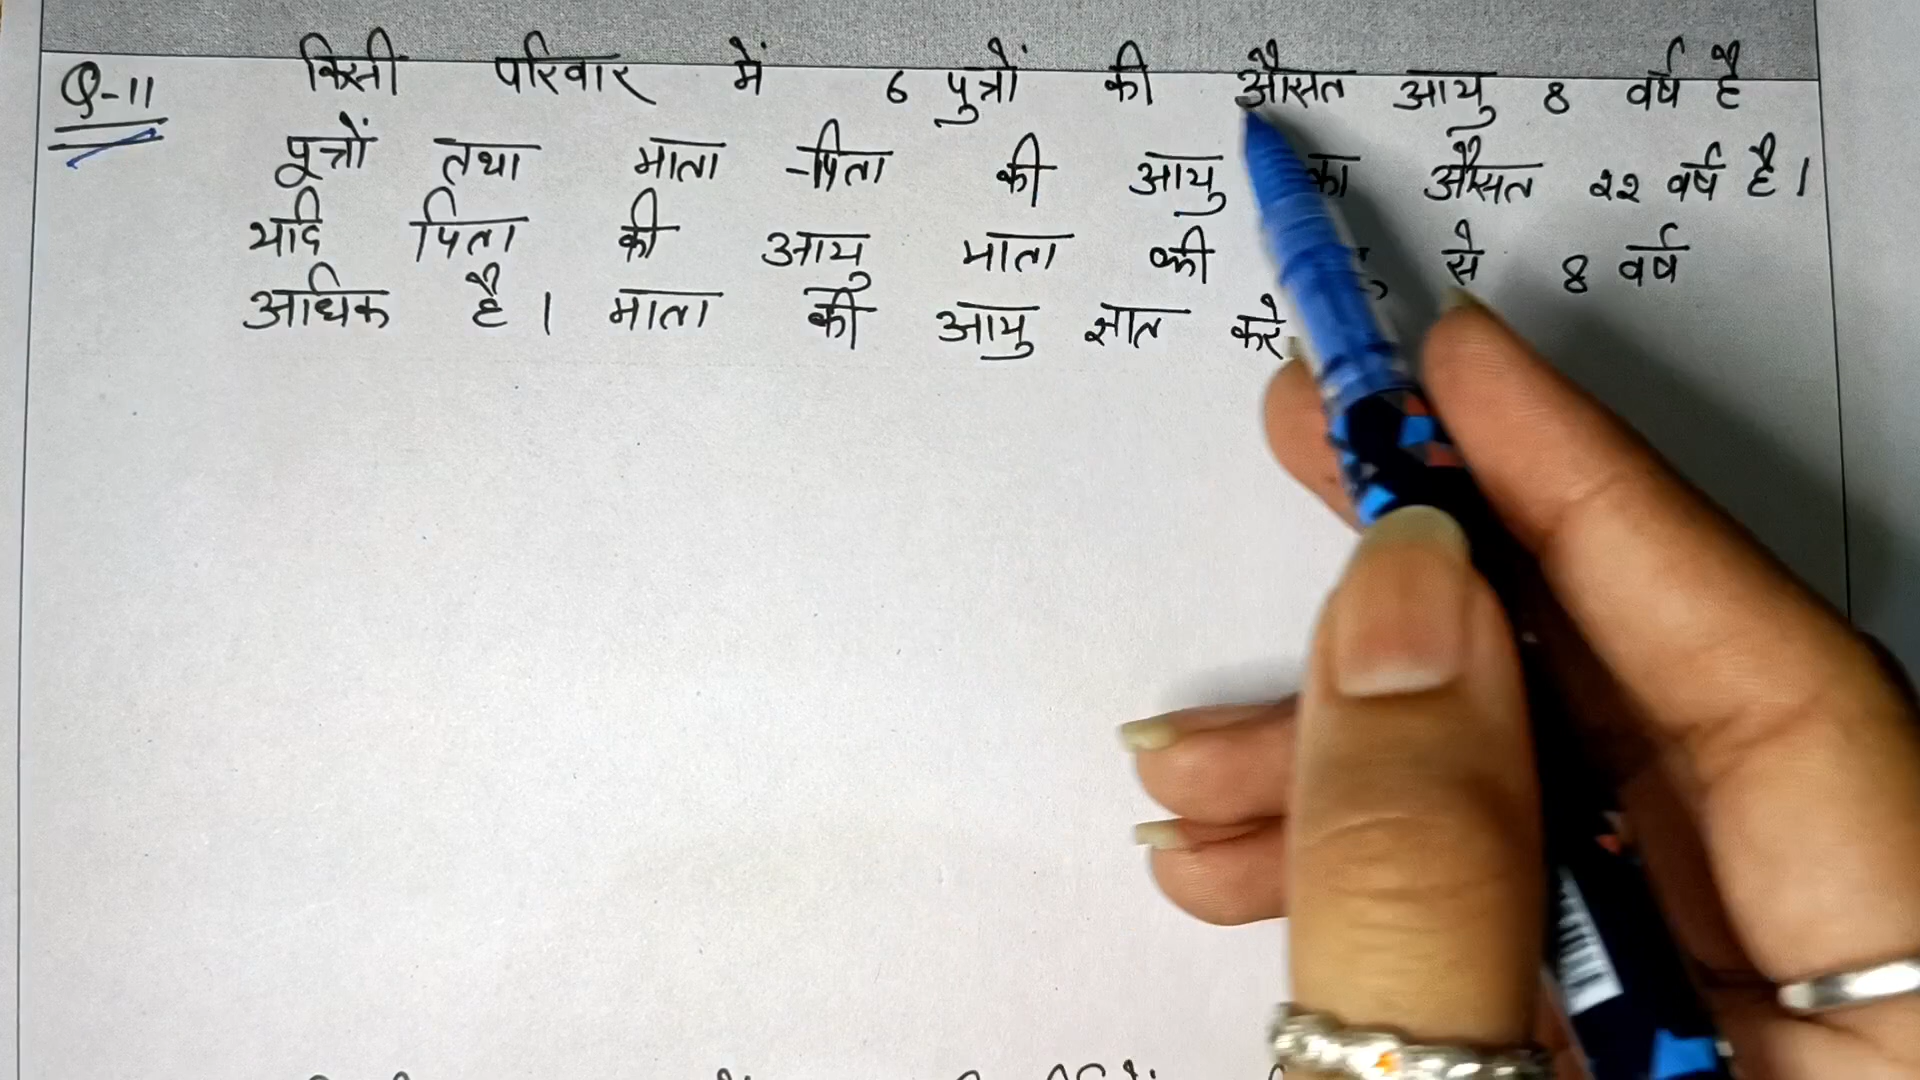 Q-11 किसी परिवार में 6 पुत्रों की औसत आयु 8 वर्ष है
पुत्रों तथा माता-पिता की आयु का औसत 22 वर्ष है।
यदि पिता की आयु माता की से 8 वर्ष
अधिक है। माता की आयु ज्ञात करे